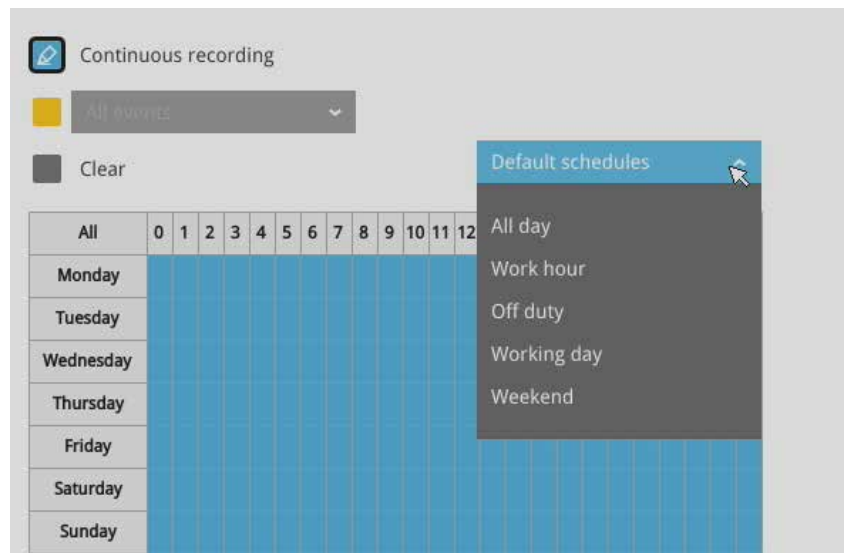 Continuous recording
All events
Clear
Default schedules
All day
Work hour
Off duty
Working day
Weekend
All 0 1 2 3 4 5 6 7 8 9 10 11 12
Monday
Tuesday
Wednesday
Thursday
Friday
Saturday
Sunday